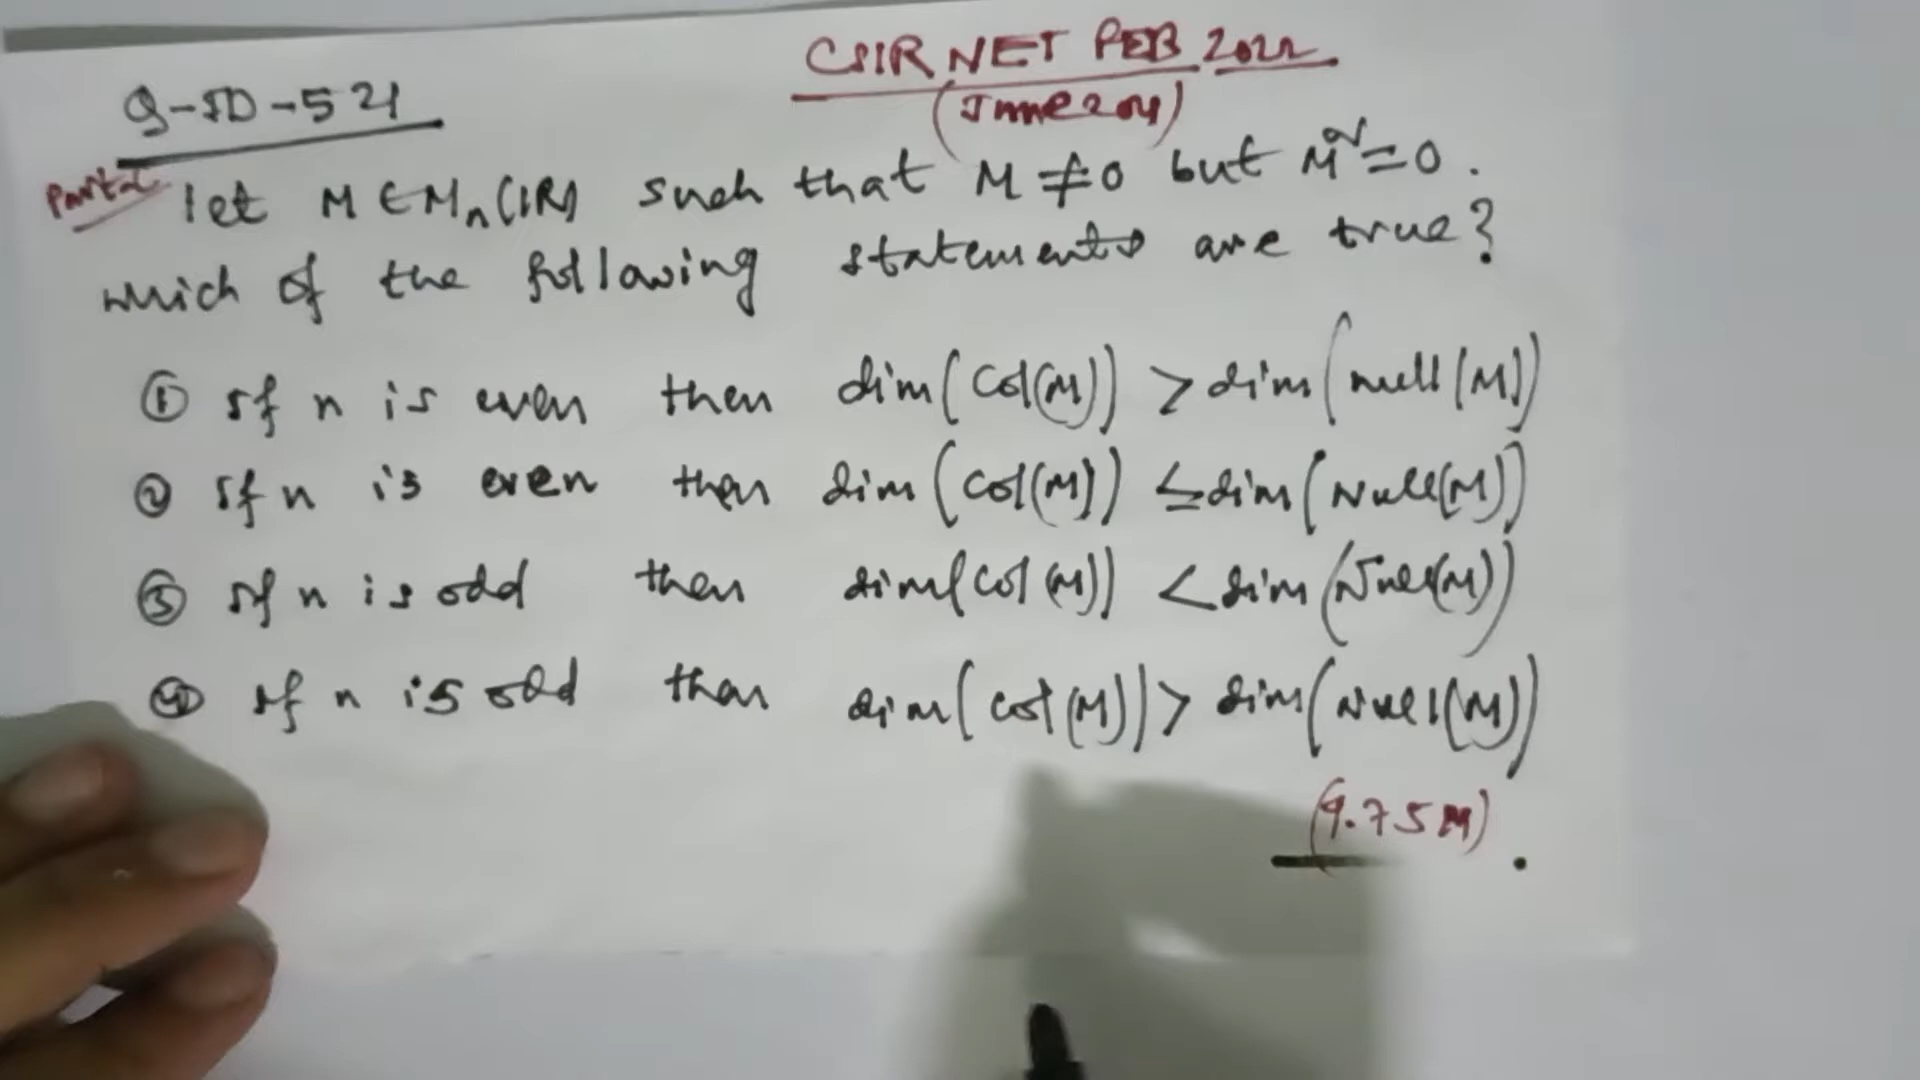 CSIR NET FEB 2022
(June 2021)
Q-SD-521
Part-C
let M ∈ Mₙ(IR) such that M ≠ 0 but M² = 0.
which of the following statements are true?
① If n is even then dim(Col(M)) > dim(null(M))
② If n is even then dim(Col(M)) ≤ dim(Null(M))
③ If n is odd then dim(Col(M)) < dim(Null(M))
④ If n is odd then dim(Col(M)) > dim(Null(M))
(4.75M).